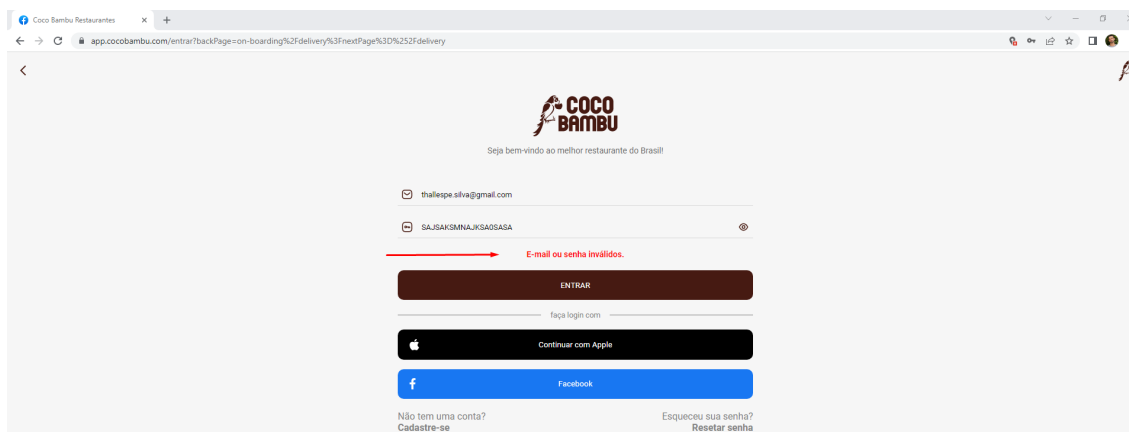 Coco Bambu Restaurantes
app.cocobambu.com/entrar?backPage=on-boarding%2Fdelivery%3FnextPage%3D%252Fdelivery
COCO
BAMBU
Seja bem-vindo ao melhor restaurante do Brasil!
thallespe.silva@gmail.com
SAJSAKSMNAJKSA0SASA
E-mail ou senha inválidos.
ENTRAR
faça login com
Continuar com Apple
Facebook
Não tem uma conta?
Cadastre-se
Esqueceu sua senha?
Resetar senha